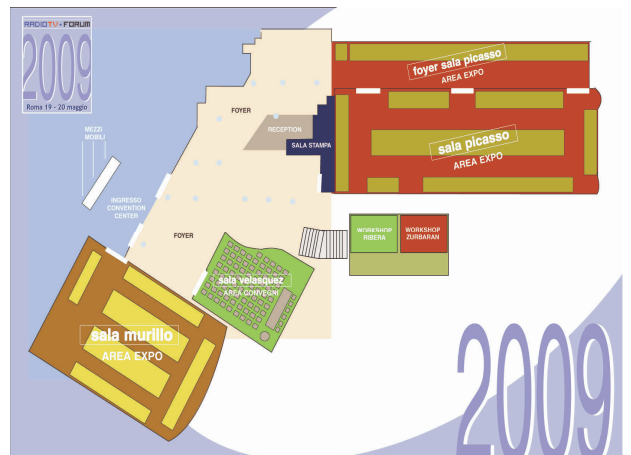 RADIOTV•FORUM
2009
Roma 19 - 20 maggio
foyer sala picasso
AREA EXPO
FOYER
RECEPTION
SALA STAMPA
sala picasso
AREA EXPO
MEZZI
MOBILI
INGRESSO
CONVENTION
CENTER
FOYER
WORKSHOP
RIBERA
WORKSHOP
ZURBARAN
sala velasquez
AREA CONVEGNI
sala murillo
AREA EXPO
2009